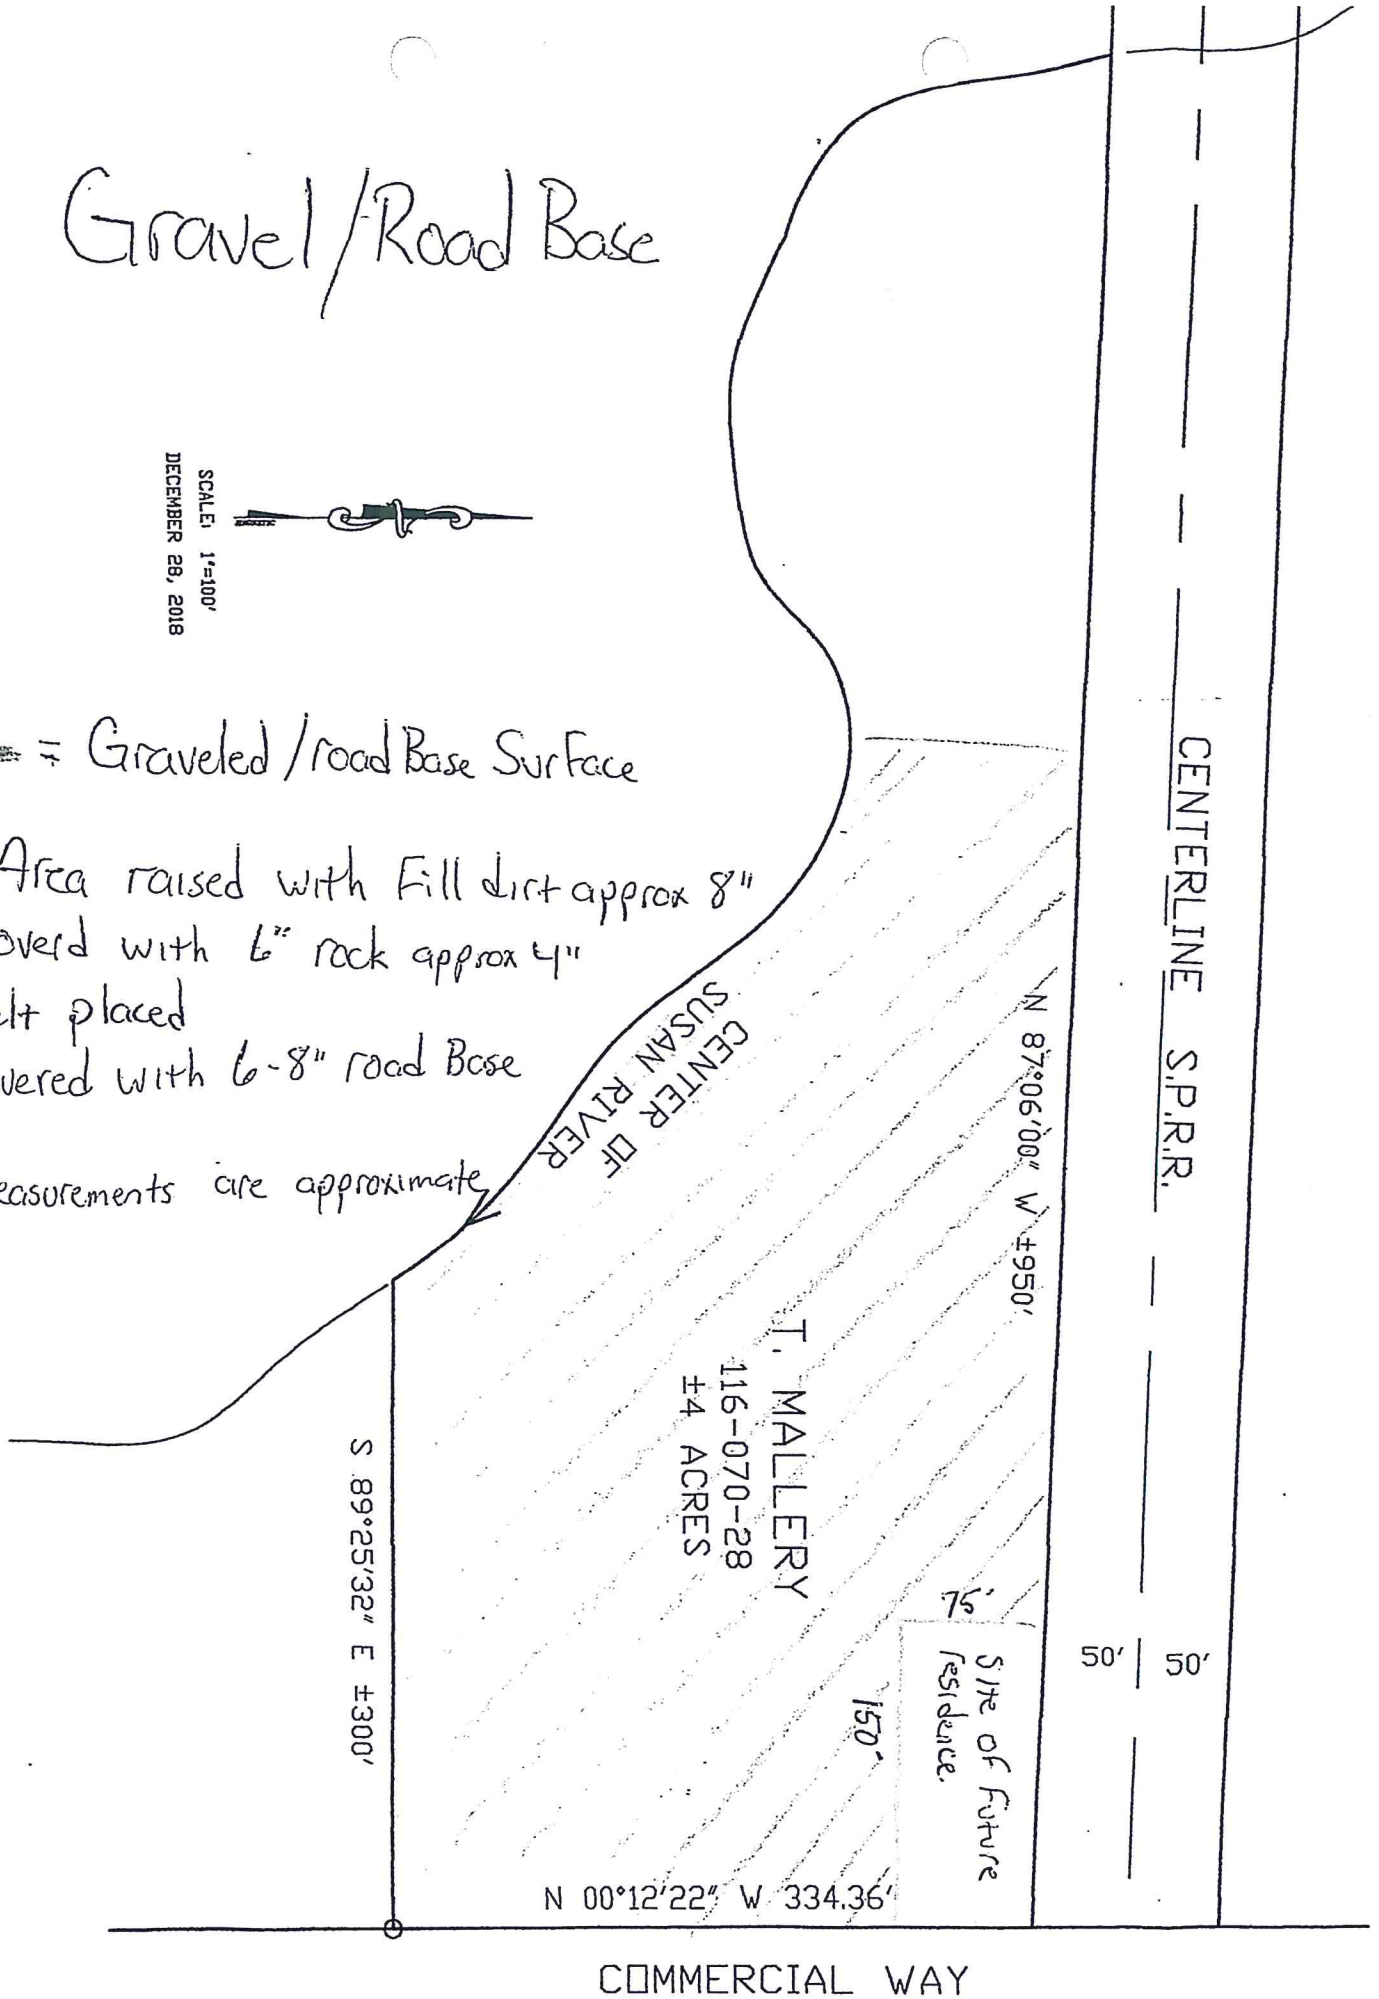 Gravel/Road Base
SCALE: 1"=100'
DECEMBER 28, 2018
= Graveled/road Base Surface
Area raised with Fill dirt approx 8"
overd with 6" rock approx 4"
lt placed
vered with 6-8" road Base
easurements are approximate
CENTER OF
SUSAN RIVER
CENTERLINE S.P.R.R.
N 87°06'00" W ±950'
T. MALLERY
116-070-28
±4 ACRES
S 89°25'32" E ±300'
75'
150'
Site of Future
residence.
50' 50'
N 00°12'22" W 334.36'
COMMERCIAL WAY